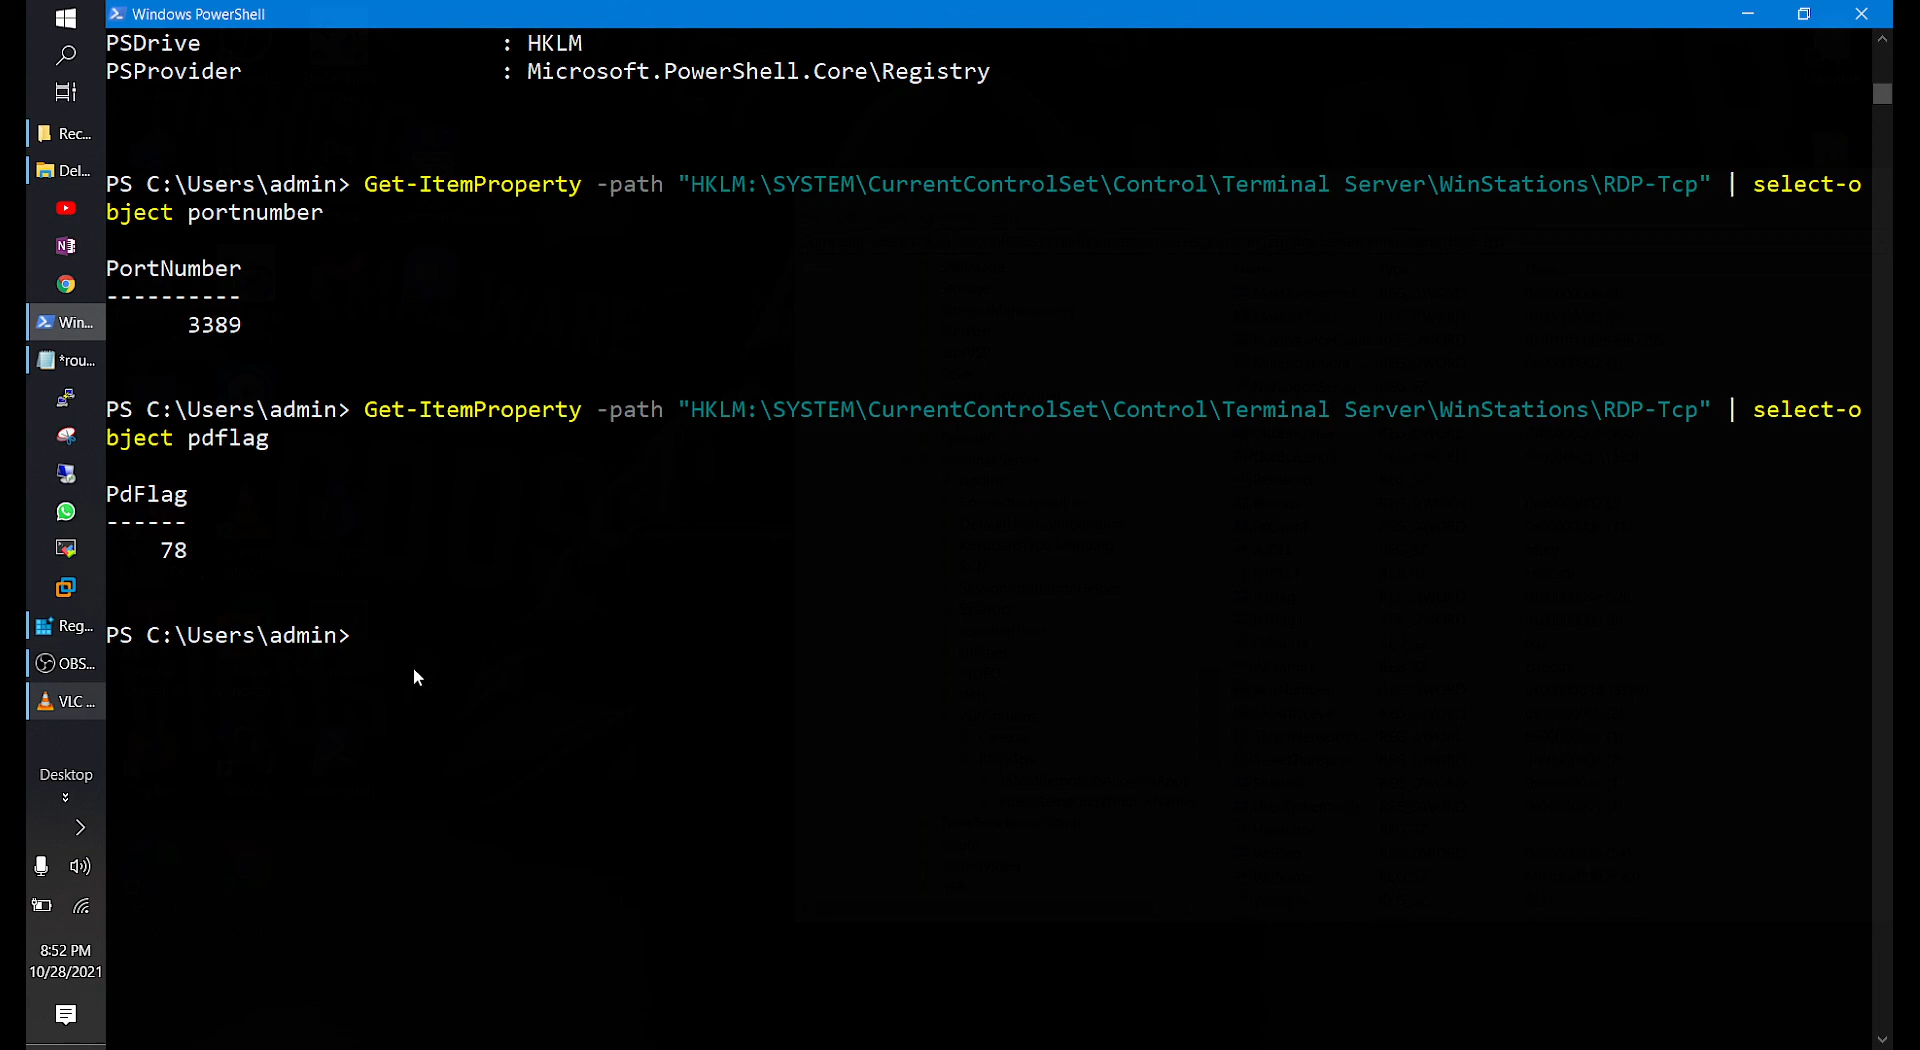 Windows PowerShell
PSDrive : HKLM
PSProvider : Microsoft.PowerShell.Core\Registry
PS C:\Users\admin> Get-ItemProperty -path "HKLM:\SYSTEM\CurrentControlSet\Control\Terminal Server\WinStations\RDP-Tcp" | select-o
bject portnumber
PortNumber
----------
3389
PS C:\Users\admin> Get-ItemProperty -path "HKLM:\SYSTEM\CurrentControlSet\Control\Terminal Server\WinStations\RDP-Tcp" | select-o
bject pdflag
PdFlag
------
78
PS C:\Users\admin>
Rec...
Del...
Win...
*rou...
Reg...
OBS...
VLC ...
Desktop
8:52 PM
10/28/2021